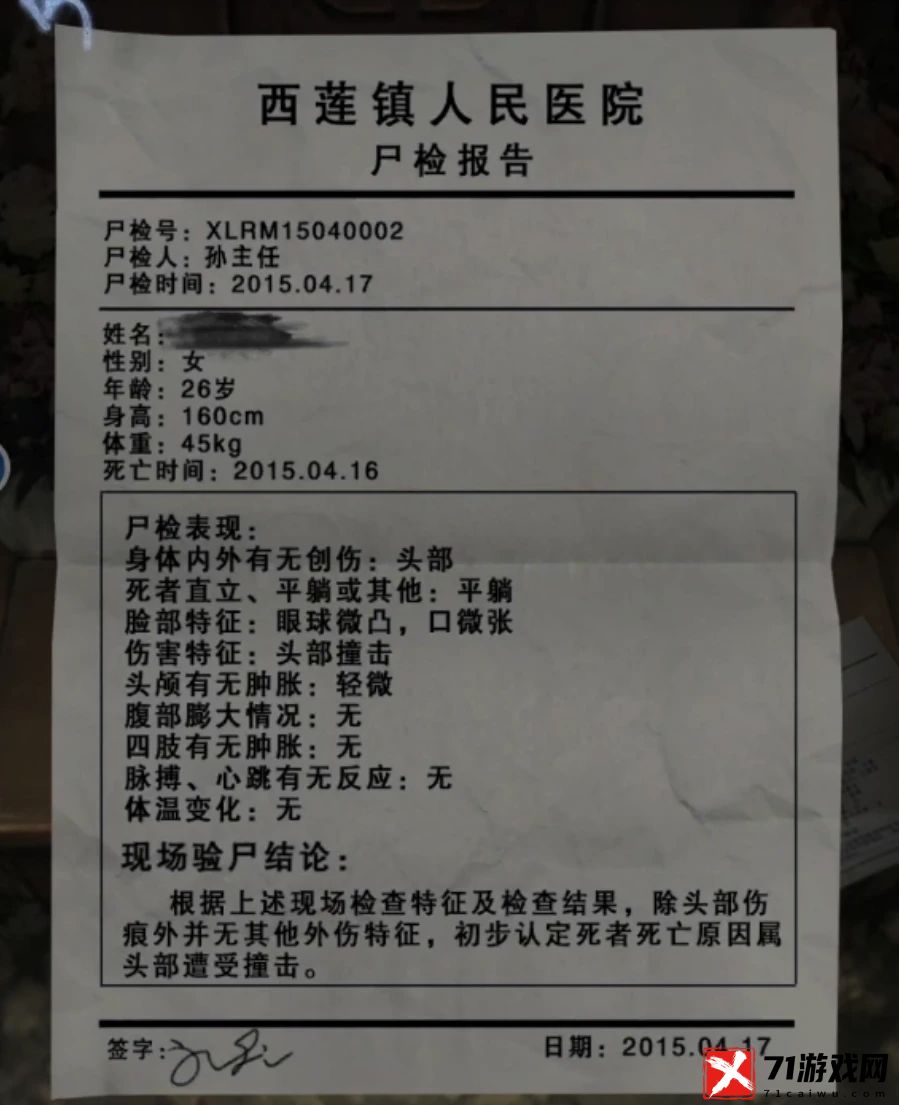 西莲镇人民医院
尸检报告
尸检号：XLRM15040002
尸检人：孙主任
尸检时间：2015.04.17
姓名：
性别：女
年龄：26岁
身高：160cm
体重：45kg
死亡时间：2015.04.16
尸检表现：
身体内外有无创伤：头部
死者直立、平躺或其他：平躺
脸部特征：眼球微凸，口微张
伤害特征：头部撞击
头颅有无肿胀：轻微
腹部膨大情况：无
四肢有无肿胀：无
脉搏、心跳有无反应：无
体温变化：无
现场验尸结论：
根据上述现场检查特征及检查结果，除头部伤
痕外并无其他外伤特征，初步认定死者死亡原因属
头部遭受撞击。
签字：
日期：2015.04.17
71游戏网
71caiwu.com